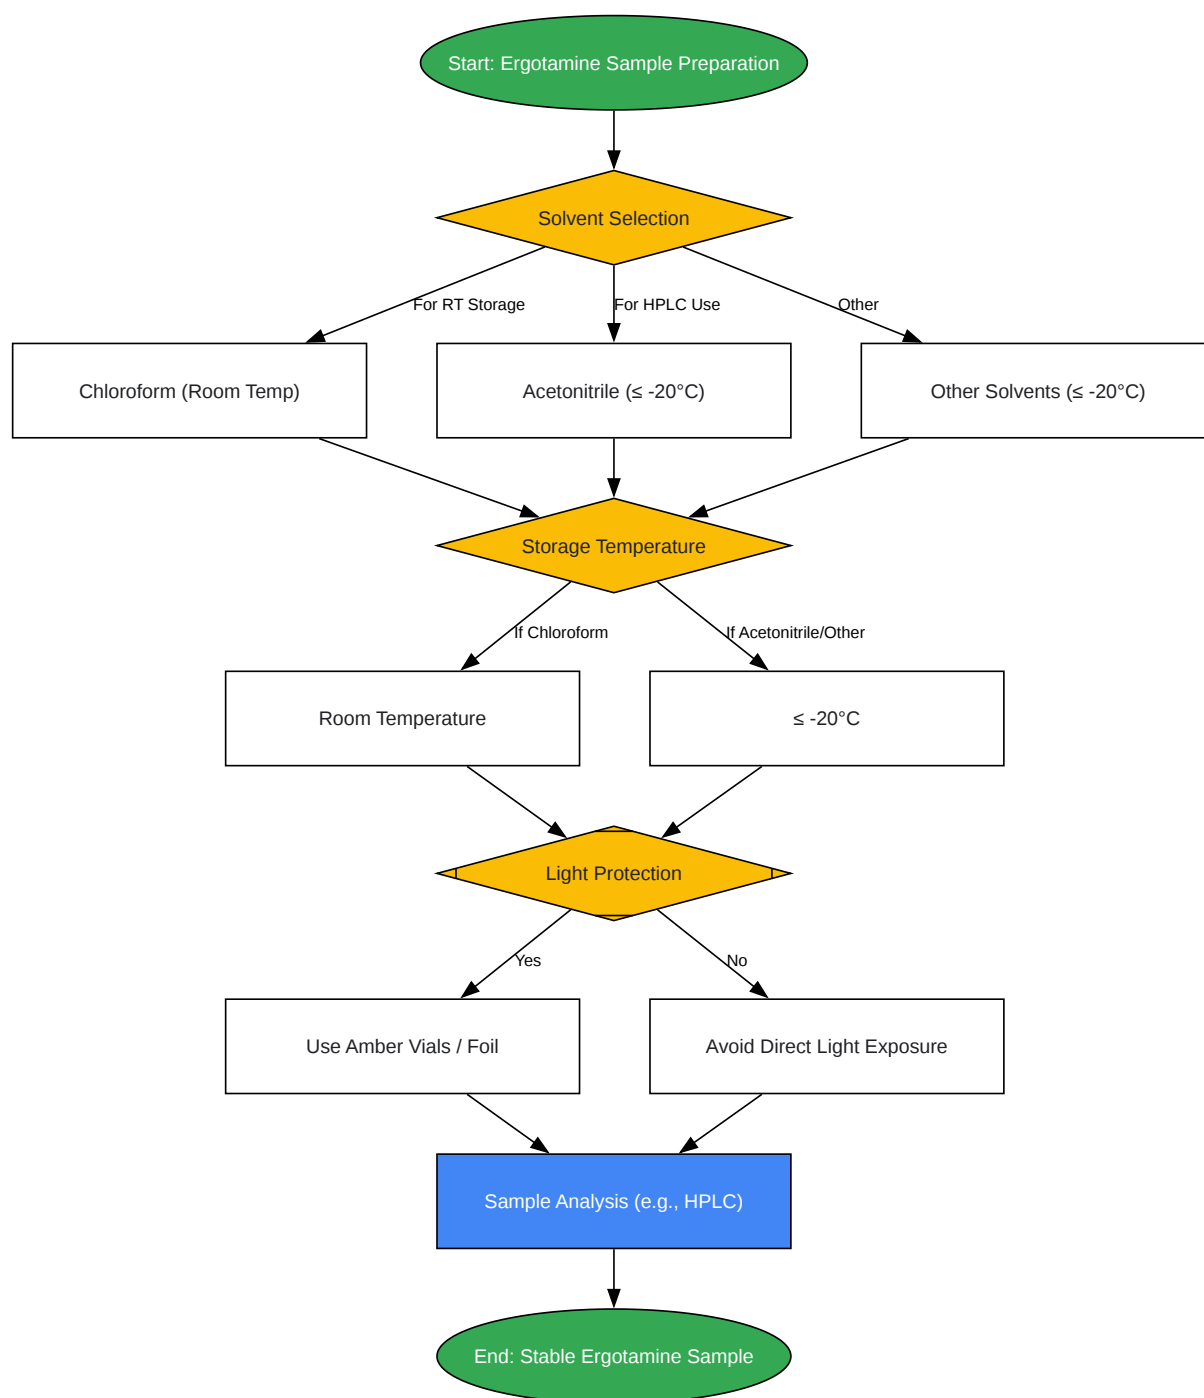 Start: Ergotamine Sample Preparation
Solvent Selection
For RT Storage
For HPLC Use
Other
Chloroform (Room Temp)
Acetonitrile (≤ -20°C)
Other Solvents (≤ -20°C)
Storage Temperature
If Chloroform
If Acetonitrile/Other
Room Temperature
≤ -20°C
Light Protection
Yes
No
Use Amber Vials / Foil
Avoid Direct Light Exposure
Sample Analysis (e.g., HPLC)
End: Stable Ergotamine Sample